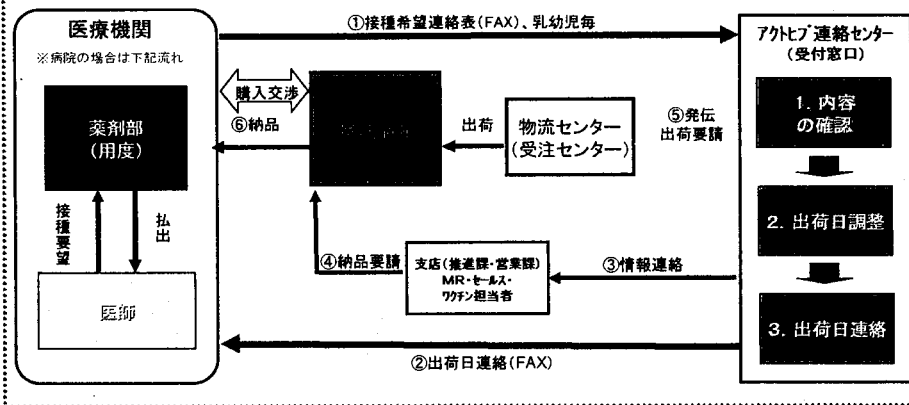 医療機関
※病院の場合は下記流れ
薬剤部
(用度)
接種要望
払出
医師
①接種希望連絡表(FAX)、乳幼児毎
購入交渉
⑥納品
出荷
物流センター
(受注センター)
⑤発伝
出荷要請
④納品要請
支店(推進課・営業課)
MR・セールス・
ワクチン担当者
③情報連絡
②出荷日連絡(FAX)
アクトヒブ連絡センター
(受付窓口)
1. 内容
の確認
2. 出荷日調整
3. 出荷日連絡